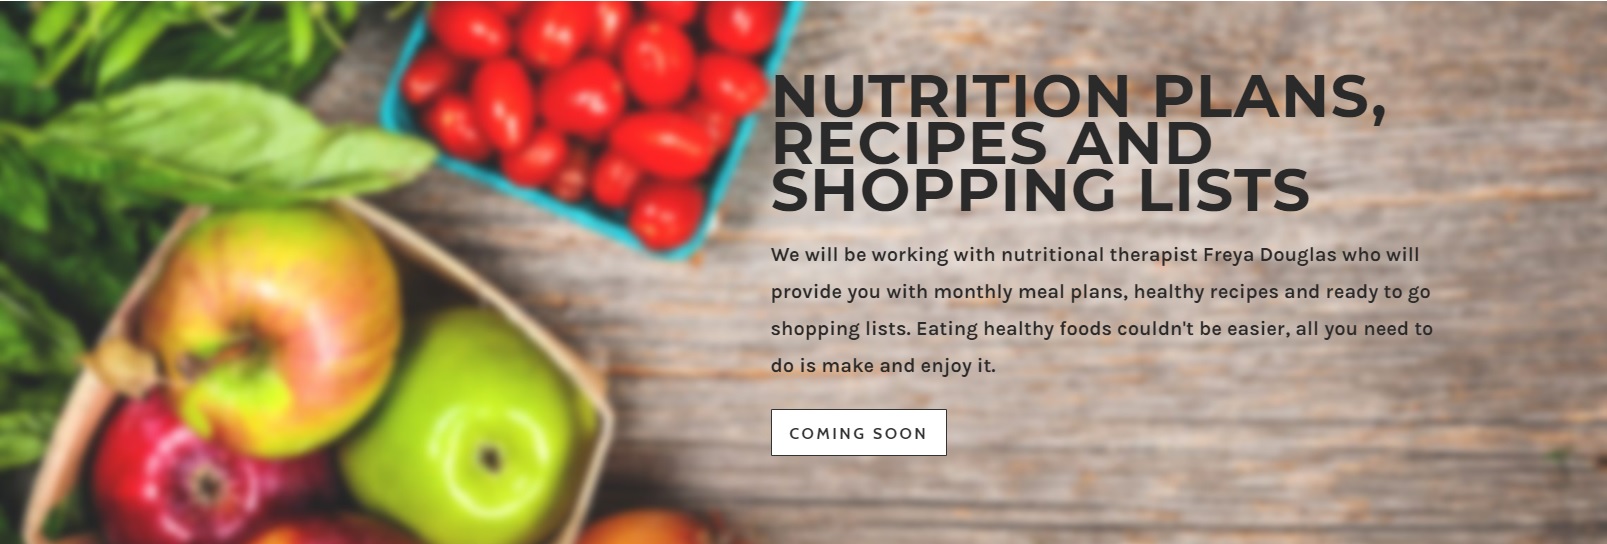 NUTRITION PLANS,
RECIPES AND
SHOPPING LISTS
We will be working with nutritional therapist Freya Douglas who will
provide you with monthly meal plans, healthy recipes and ready to go
shopping lists. Eating healthy foods couldn't be easier, all you need to
do is make and enjoy it.
COMING SOON